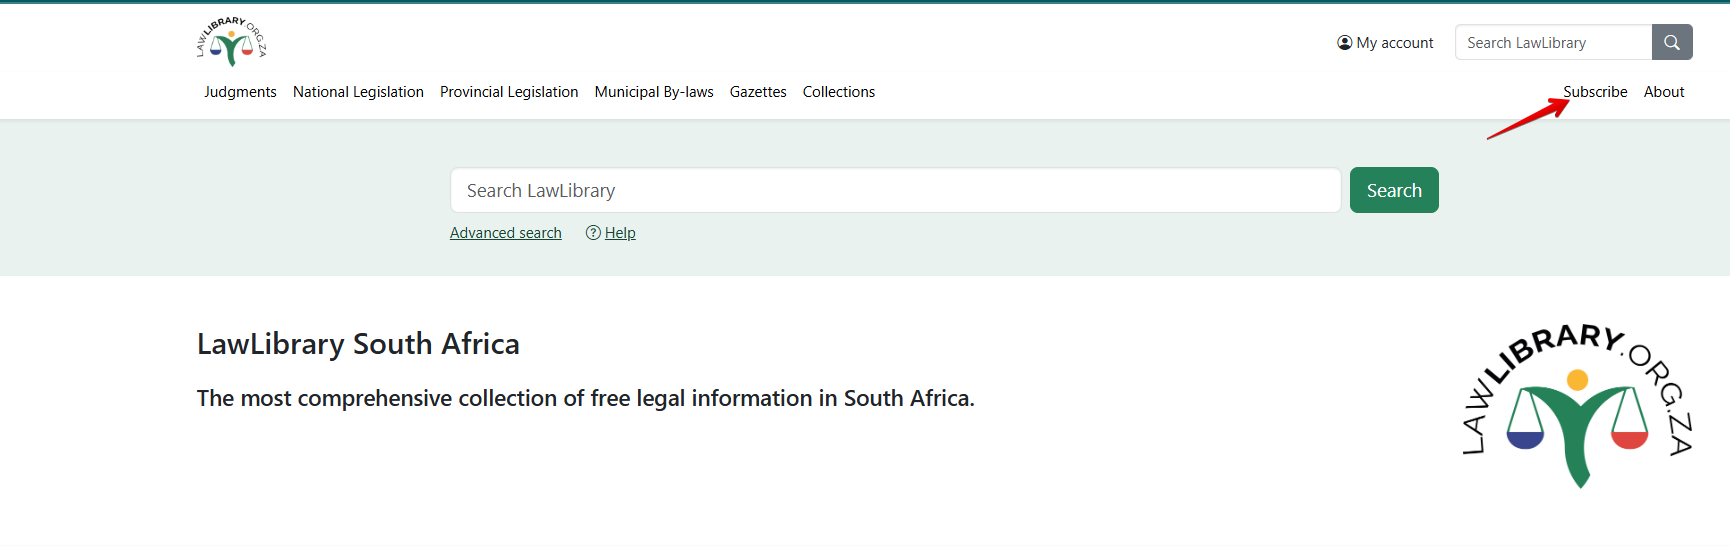 LAWLIBRARY.ORG.ZA
My account
Search LawLibrary
Judgments National Legislation Provincial Legislation Municipal By-laws Gazettes Collections Subscribe About
Search LawLibrary Search
Advanced search Help
LawLibrary South Africa
The most comprehensive collection of free legal information in South Africa.
LAWLIBRARY.ORG.ZA